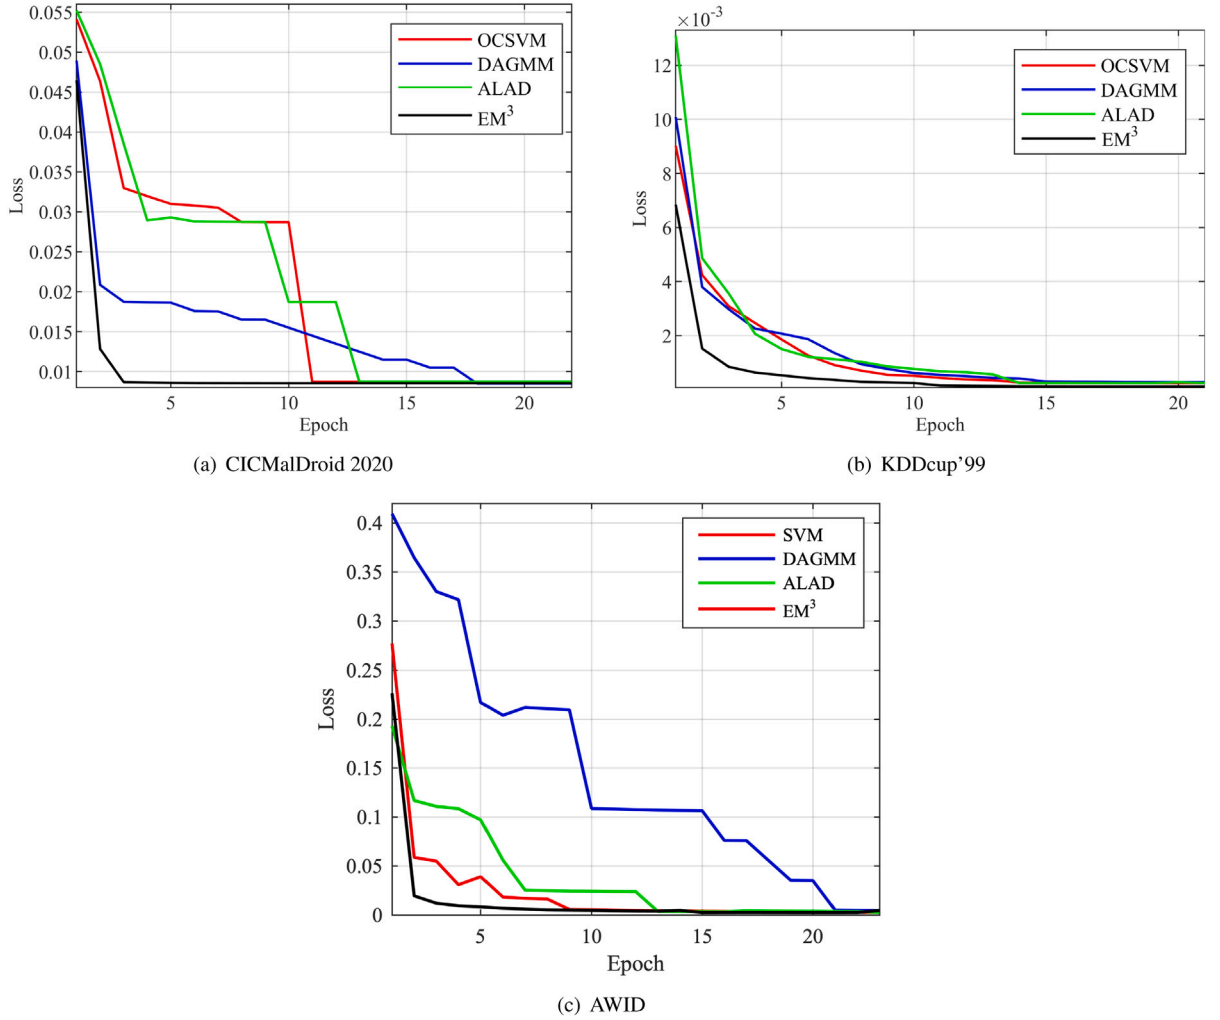 0.055
0.05
0.045
0.04
0.035
0.03
0.025
0.02
0.015
0.01
Loss
5
10
15
20
Epoch
OCSVM
DAGMM
ALAD
EM³
(a) CICMalDroid 2020
×10⁻³
12
10
8
6
4
2
Loss
5
10
15
20
Epoch
OCSVM
DAGMM
ALAD
EM³
(b) KDDcup’99
0.4
0.35
0.3
0.25
0.2
0.15
0.1
0.05
0
Loss
5
10
15
20
Epoch
SVM
DAGMM
ALAD
EM³
(c) AWID